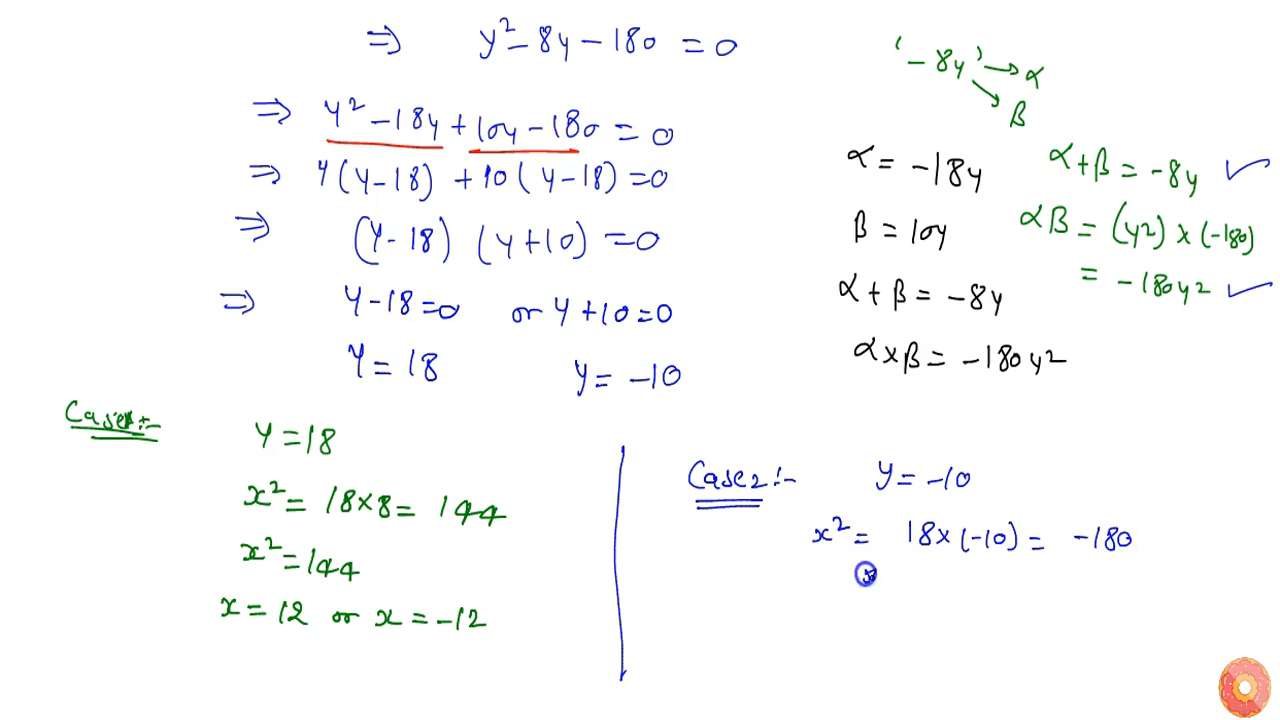 ⇒ y² - 8y - 180 = 0
⇒ y² - 18y + 10y - 180 = 0
⇒ y(y-18) + 10(y-18) = 0
⇒ (y-18) (y+10) = 0
⇒ y-18=0 or y+10=0
y = 18 y = -10
'-8y' → α
↘ β
α = -18y
β = 10y
α + β = -8y
α × β = -180y2
α+β = -8y ✓
αβ = (y2) × (-180)
= -180y2 ✓
y = 18
x² = 18×8 = 144
x² = 144
x = 12 or x = -12
Case2 :- y = -10
x² = 18×(-10) = -180